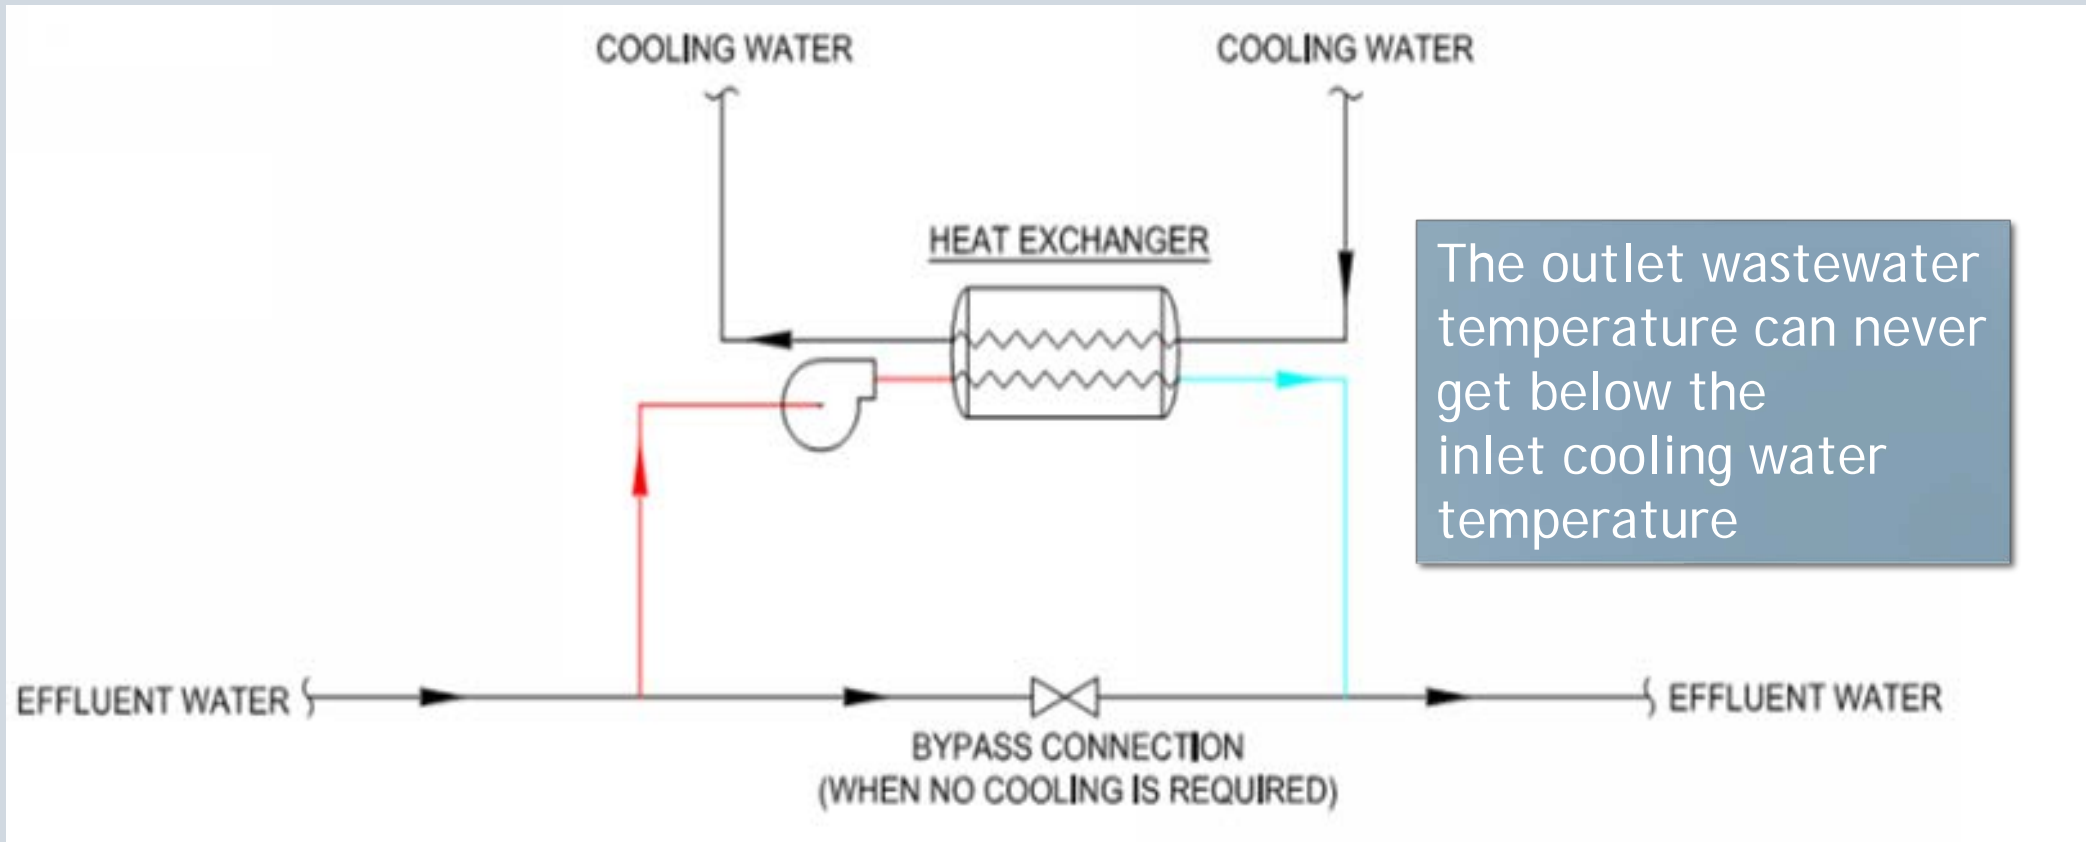 COOLING WATER
COOLING WATER
HEAT EXCHANGER
The outlet wastewater
temperature can never
get below the
inlet cooling water
temperature
EFFLUENT WATER
EFFLUENT WATER
BYPASS CONNECTION
(WHEN NO COOLING IS REQUIRED)